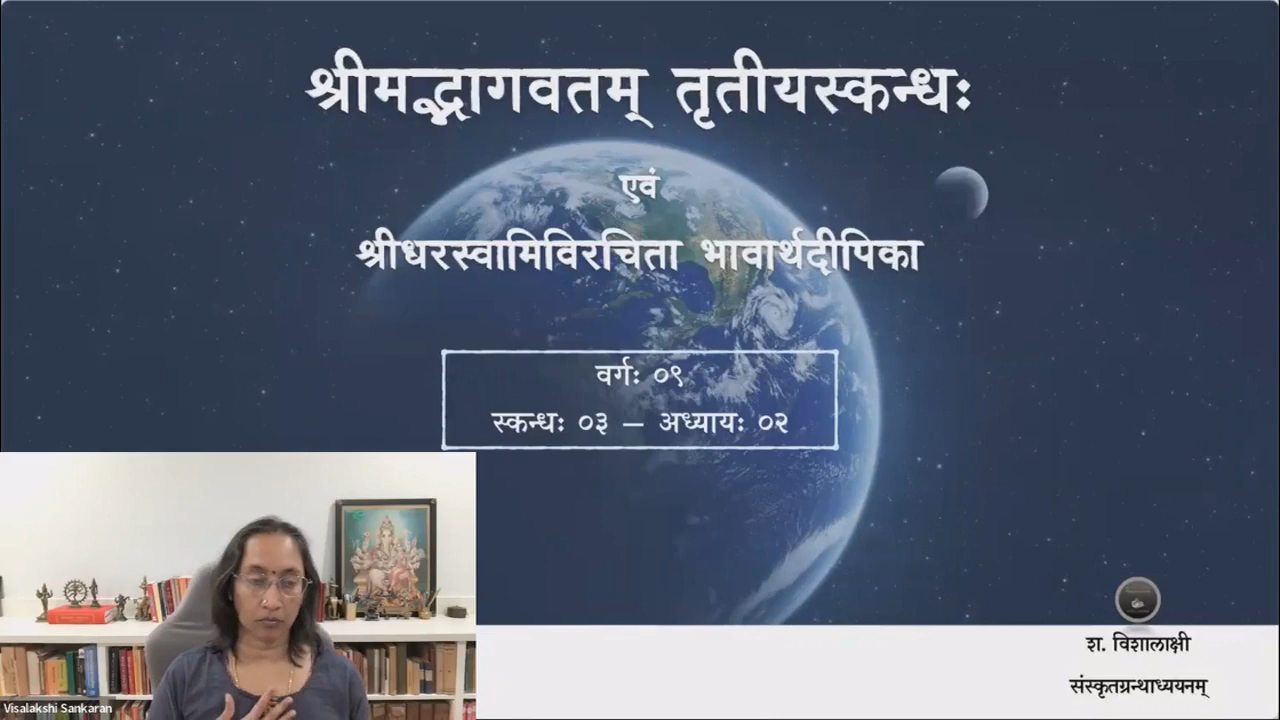 श्रीमद्भागवतम् तृतीयस्कन्धः
एवं
श्रीधरस्वामिविरचिता भावार्थदीपिका
वर्गः ०९
स्कन्धः ०३ – अध्यायः ०२
श. विशालाक्षी
संस्कृतग्रन्थाध्ययनम्
Visalakshi Sankaran